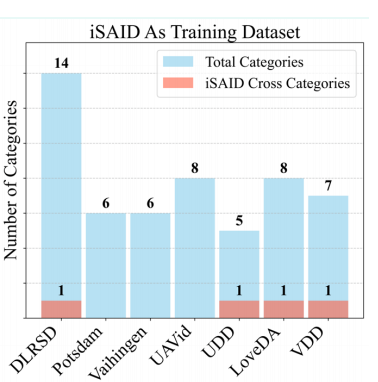 iSAID As Training Dataset
Total Categories
iSAID Cross Categories
Number of Categories
14
6
6
8
5
8
7
1
1
1
1
DLRSD
Potsdam
Vaihingen
UAVid
UDD
LoveDA
VDD